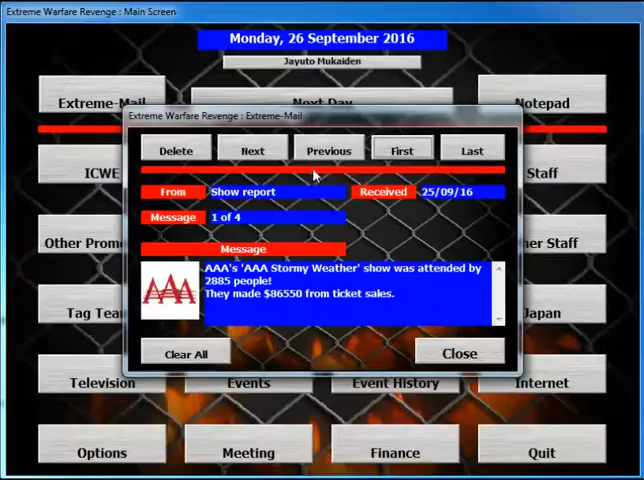 Extreme Warfare Revenge : Main Screen
Monday, 26 September 2016
Jayuto Mukaiden
Extreme-Mail
Next Day
Notepad
Extreme Warfare Revenge : Extreme-Mail
Delete
Next
Previous
First
Last
ICWE
Staff
From
Show report
Received
25/09/16
Message
1 of 4
Other Promo
er Staff
Message
AAA's 'AAA Stormy Weather' show was attended by
2885 people!
They made $86550 from ticket sales.
Tag Team
Japan
Clear All
Close
Television
Events
Event History
Internet
Options
Meeting
Finance
Quit